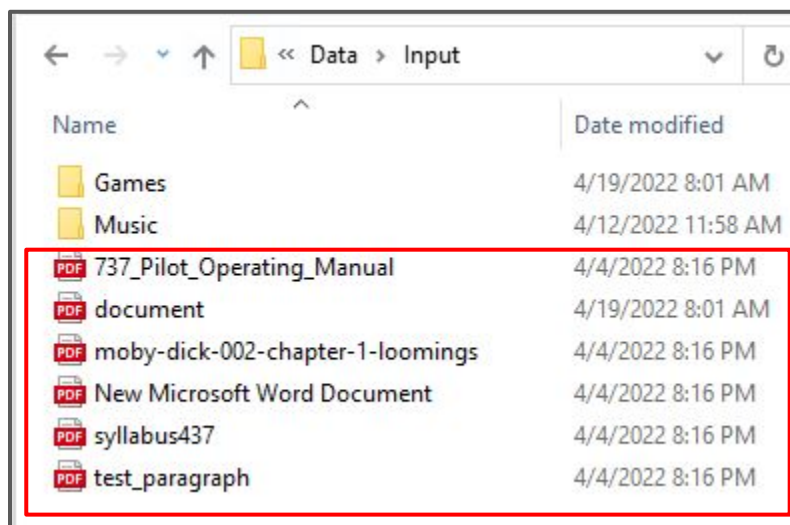 « Data > Input
Name Date modified
Games 4/19/2022 8:01 AM
Music 4/12/2022 11:58 AM
PDF 737_Pilot_Operating_Manual 4/4/2022 8:16 PM
PDF document 4/19/2022 8:01 AM
PDF moby-dick-002-chapter-1-loomings 4/4/2022 8:16 PM
PDF New Microsoft Word Document 4/4/2022 8:16 PM
PDF syllabus437 4/4/2022 8:16 PM
PDF test_paragraph 4/4/2022 8:16 PM